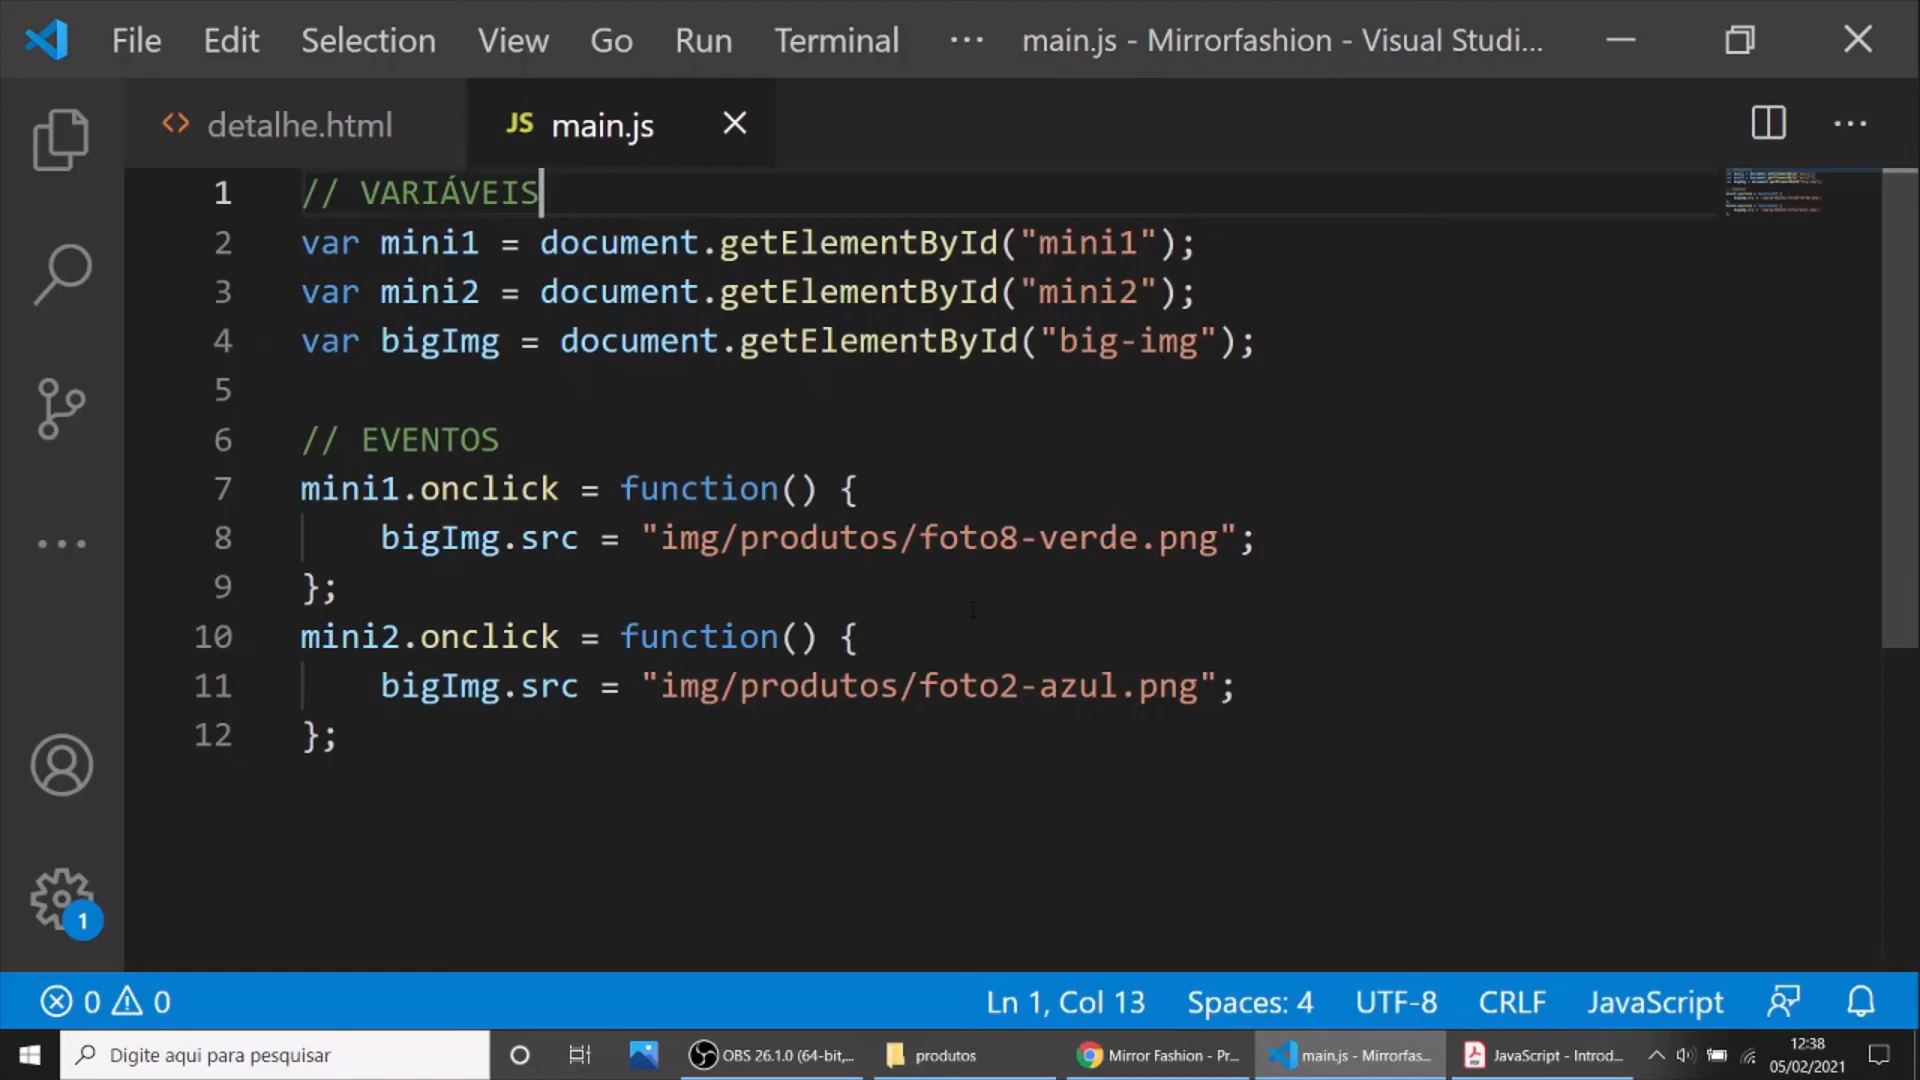 File Edit Selection View Go Run Terminal ··· main.js - Mirrorfashion - Visual Studi...
<> detalhe.html JS main.js
1 // VARIÁVEIS
2 var mini1 = document.getElementById("mini1");
3 var mini2 = document.getElementById("mini2");
4 var bigImg = document.getElementById("big-img");
5
6 // EVENTOS
7 mini1.onclick = function() {
8 bigImg.src = "img/produtos/foto8-verde.png";
9 };
10 mini2.onclick = function() {
11 bigImg.src = "img/produtos/foto2-azul.png";
12 };
1
0 0 Ln 1, Col 13 Spaces: 4 UTF-8 CRLF JavaScript
Digite aqui para pesquisar OBS 26.1.0 (64-bit,... produtos Mirror Fashion - Pr... main.js - Mirrorfas... JavaScript - Introd... 12:38
05/02/2021